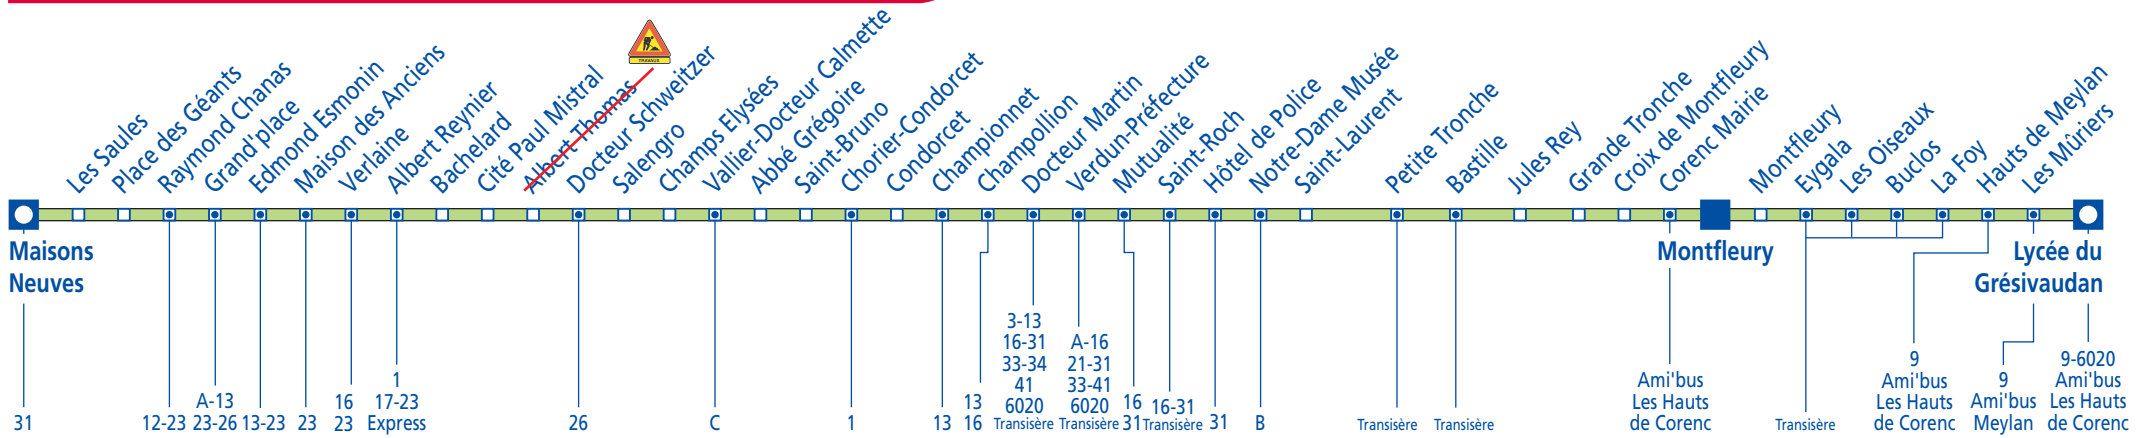 TRAVAUX
Les Saules
Place des Géants
Raymond Chanas
Grand'place
Edmond Esmonin
Maison des Anciens
Verlaine
Albert Reynier
Bachelard
Cité Paul Mistral
Albert Thomas
Docteur Schweitzer
Salengro
Champs Elysées
Vallier-Docteur Calmette
Abbé Grégoire
Saint-Bruno
Chorier-Condorcet
Condorcet
Championnet
Champollion
Docteur Martin
Verdun-Préfecture
Mutualité
Saint-Roch
Hôtel de Police
Notre-Dame Musée
Saint-Laurent
Petite Tronche
Bastille
Jules Rey
Grande Tronche
Croix de Montfleury
Corenc Mairie
Montfleury
Eygala
Les Oiseaux
Buclos
La Foy
Hauts de Meylan
Les Mûriers
Maisons
Neuves
Montfleury
Lycée du
Grésivaudan
31
12-23
A-13
23-26
13-23
23
16
23
1
17-23
Express
26
C
1
13
13
16
3-13
16-31
33-34
41
6020
Transisère
A-16
21-31
33-41
6020
Transisère
16
31
16-31
Transisère
31
B
Transisère
Transisère
Ami'bus
Les Hauts
de Corenc
Transisère
9
Ami'bus
Les Hauts
de Corenc
9
Ami'bus
Meylan
9-6020
Ami'bus
Les Hauts
de Corenc